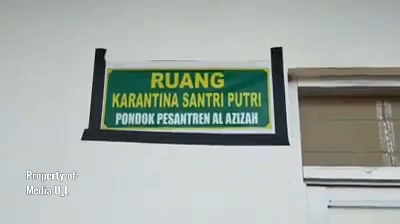 RUANG
KARANTINA SANTRI PUTRI
PONDOK PESANTREN AL AZIZAH
Property of:
Media U_I